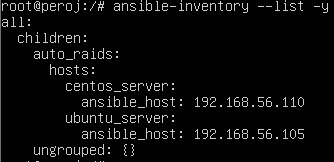 root@peroj:/# ansible-inventory --list -y
all:
  children:
    auto_raids:
      hosts:
        centos_server:
          ansible_host: 192.168.56.110
        ubuntu_server:
          ansible_host: 192.168.56.105
    ungrouped: {}